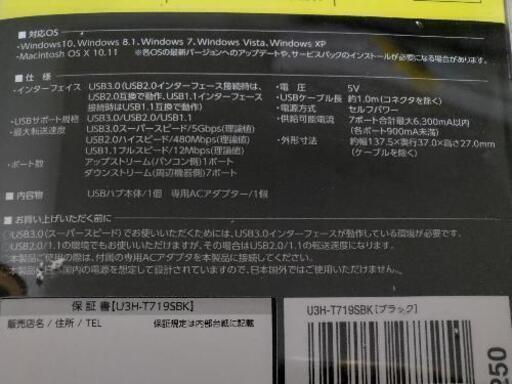 ■ 対応OS
・Windows10、Windows 8.1、Windows 7、Windows Vista、Windows XP
・Macintosh OS X 10.11 ※各OSの最新バージョンへのアップデートや、サービスパックのインストールが必要になることがあります。
■ 仕 様
・インターフェイス USB3.0(USB2.0インターフェース接続時は、
USB2.0互換で動作、USB1.1インターフェース
接続時はUSB1.1互換で動作)
・USBサポート規格 USB3.0/USB2.0/USB1.1
・最大転送速度 USB3.0スーパースピード/5Gbps(理論値)
USB2.0ハイスピード/480Mbps(理論値)
USB1.1フルスピード/12Mbps(理論値)
・ポート数 アップストリーム(パソコン側)1ポート
ダウンストリーム(周辺機器側)7ポート
・電 圧 5V
・USBケーブル長 約1.0m(コネクタを除く)
・電源方式 セルフパワー
・供給可能電流 7ポート合計最大6,300mA以内
(各ポート900mA未満)
・外形寸法 約幅137.5×奥行37.0×高さ27.0mm
(ケーブルを除く)
■ 内容物 USBハブ本体/1個 専用ACアダプター/1個
■ お買い上げいただく前に
○USB3.0(スーパースピード)でお使いいただくためには、USB3.0インターフェースが動作している環境が必要です。
○USB2.0/1.1の環境でもお使いいただけますが、その場合はUSB2.0/1.1の転送速度になります。
○本製品ご使用の際は、付属の専用ACアダプタを本製品に接続してください。
○本製品は日本国内の電源を想定して設計されていますので、日本国外ではご使用になれません。
保 証 書【U3H-T719SBK】
販売店名 / 住所 / TEL 保証規定は内部台紙に記載
U3H-T719SBK[ブラック]
250